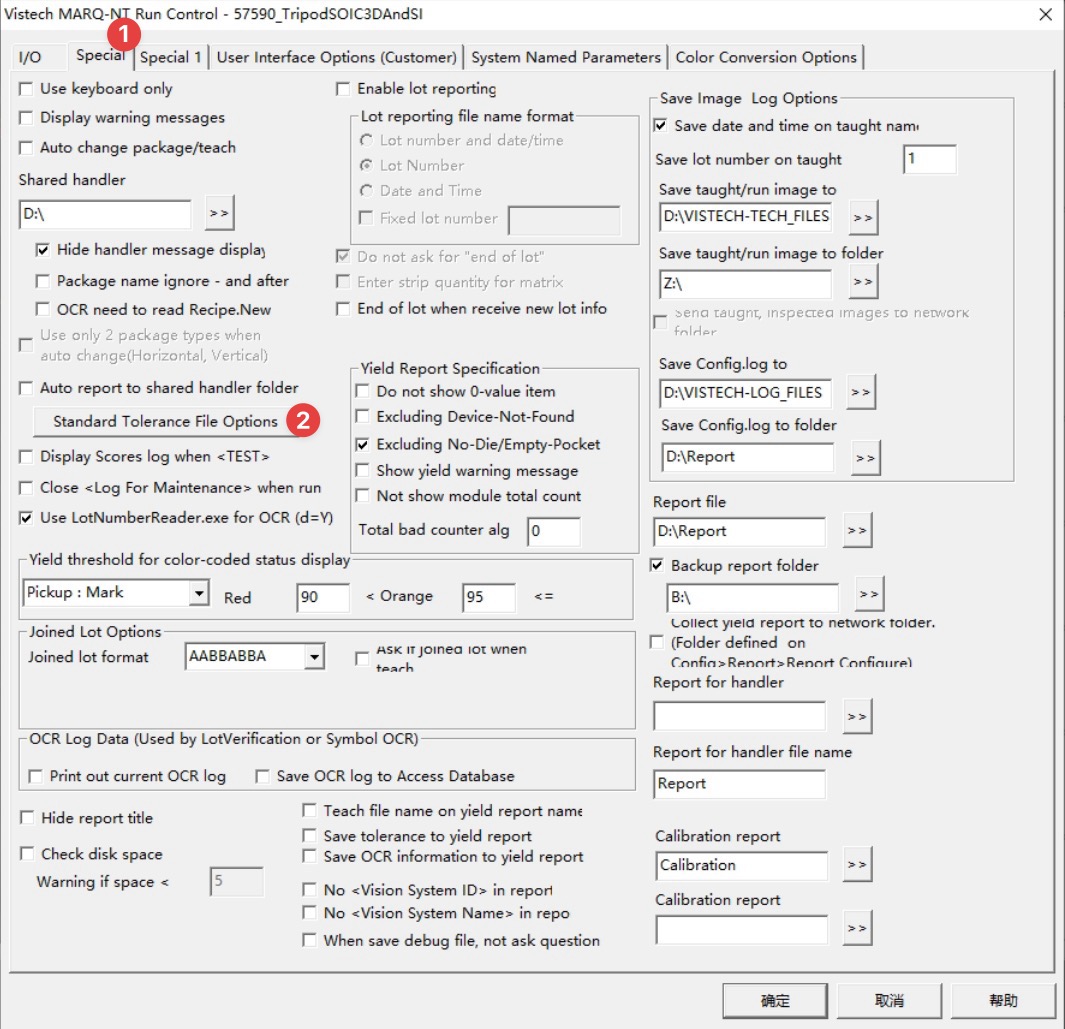 Vistech MARQ-NT Run Control - 57590_TripodSOIC3DAndSI
1
I/O
Special
Special 1
User Interface Options (Customer)
System Named Parameters
Color Conversion Options
Use keyboard only
Display warning messages
Auto change package/teach
Shared handler
D:\
>>
Hide handler message display
Package name ignore - and after
OCR need to read Recipe.New
Use only 2 package types when
auto change(Horizontal, Vertical)
Auto report to shared handler folder
Standard Tolerance File Options
2
Display Scores log when <TEST>
Close <Log For Maintenance> when run
Use LotNumberReader.exe for OCR (d=Y)
Enable lot reporting
Lot reporting file name format
Lot number and date/time
Lot Number
Date and Time
Fixed lot number
Do not ask for "end of lot"
Enter strip quantity for matrix
End of lot when receive new lot info
Yield Report Specification
Do not show 0-value item
Excluding Device-Not-Found
Excluding No-Die/Empty-Pocket
Show yield warning message
Not show module total count
Total bad counter alg
0
Yield threshold for color-coded status display
Pickup : Mark
Red
90
< Orange
95
<=
Joined Lot Options
Joined lot format
AABBABBA
Ask if joined lot when
teach
OCR Log Data (Used by LotVerification or Symbol OCR)
Print out current OCR log
Save OCR log to Access Database
Hide report title
Check disk space
Warning if space <
5
Teach file name on yield report name
Save tolerance to yield report
Save OCR information to yield report
No <Vision System ID> in report
No <Vision System Name> in repo
When save debug file, not ask question
Save Image Log Options
Save date and time on taught name
Save lot number on taught
1
Save taught/run image to
D:\VISTECH-TECH_FILES
>>
Save taught/run image to folder
Z:\
>>
Send taught, inspected images to network
folder
Save Config.log to
D:\VISTECH-LOG_FILES
>>
Save Config.log to folder
D:\Report
>>
Report file
D:\Report
>>
Backup report folder
B:\
>>
Collect yield report to network folder.
(Folder defined on
Config>Report>Report Configure)
Report for handler
>>
Report for handler file name
Report
Calibration report
Calibration
>>
Calibration report
>>
确定
取消
帮助